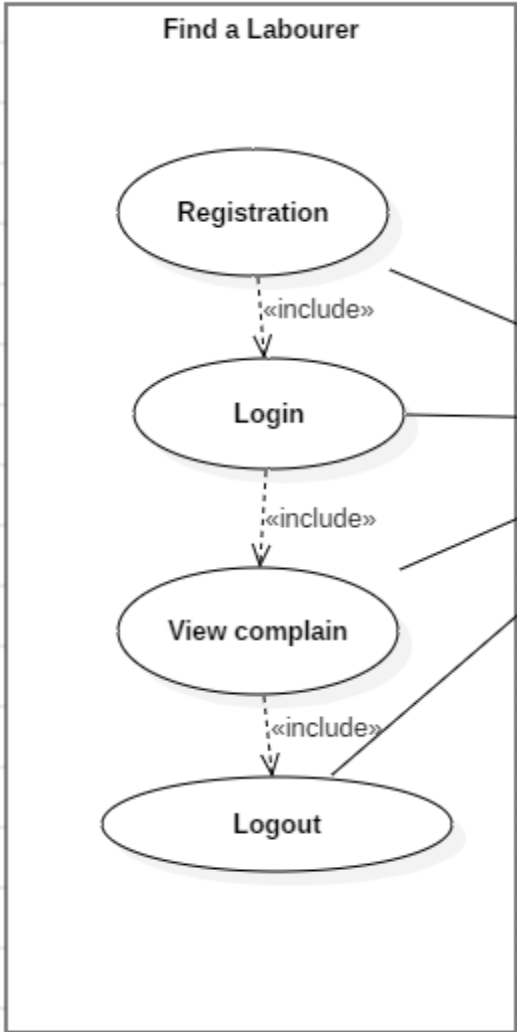 Find a Labourer
Registration
«include»
Login
«include»
View complain
«include»
Logout